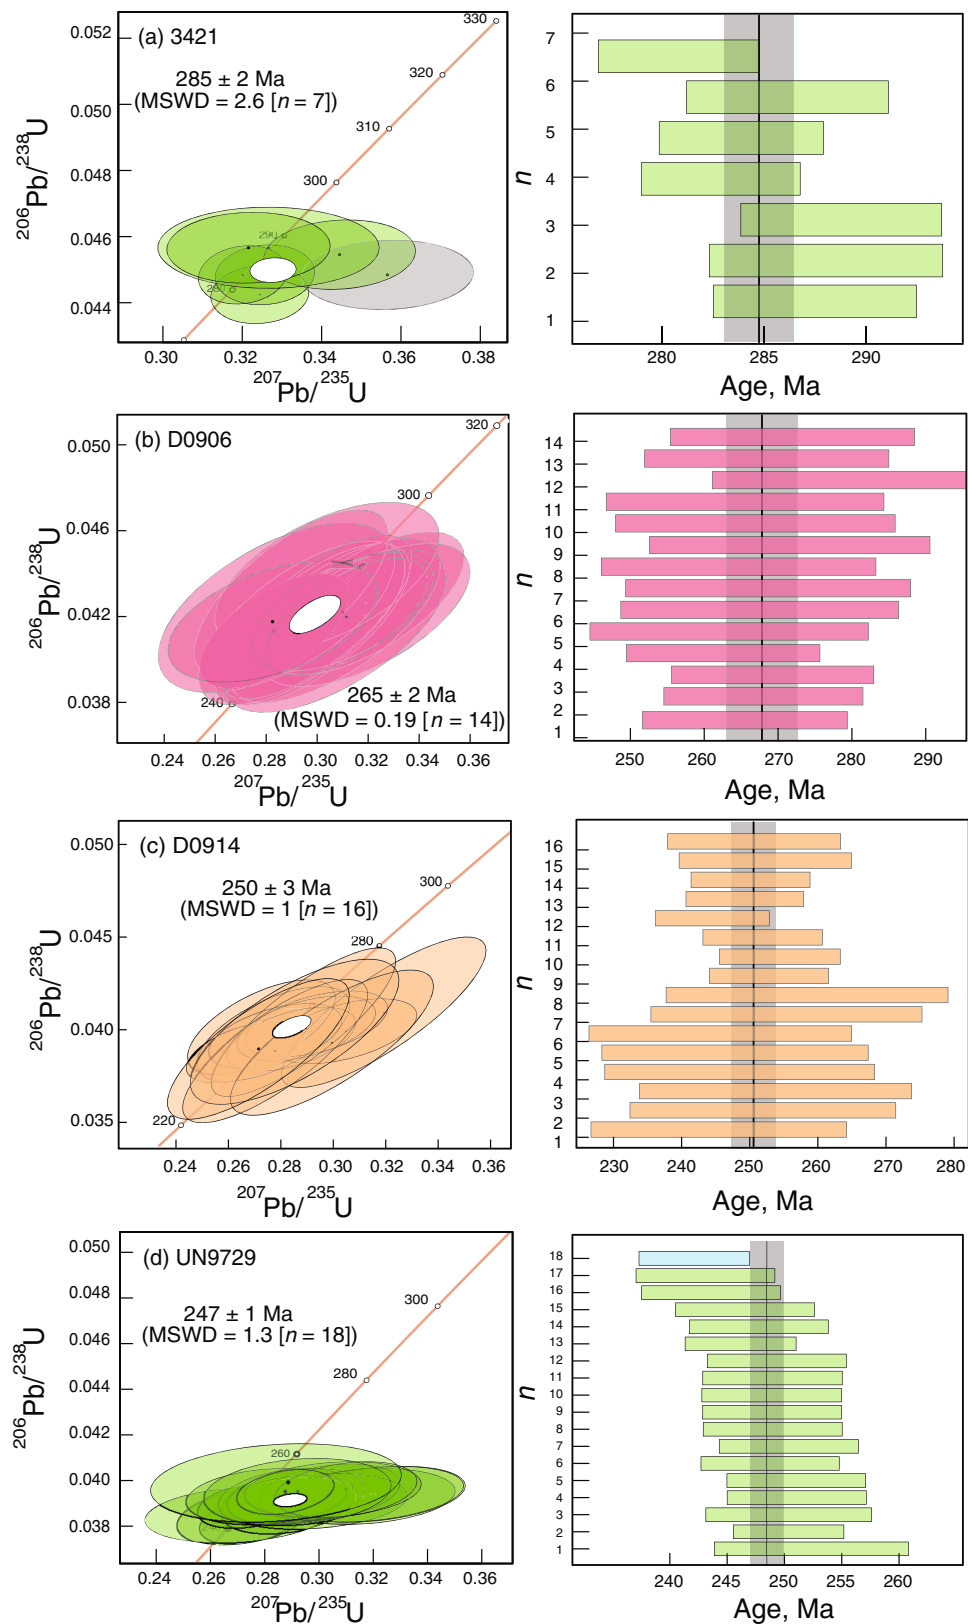 (a) 3421
285 ± 2 Ma
(MSWD = 2.6 [n = 7])
0.052
0.050
0.048
0.046
0.044
206Pb/238U
330
320
310
300
290
280
0.30 0.32 0.34 0.36 0.38
207Pb/235U
7
6
5
4
3
2
1
n
280 285 290
Age, Ma
(b) D0906
265 ± 2 Ma
(MSWD = 0.19 [n = 14])
0.050
0.046
0.042
0.038
206Pb/238U
320
300
240
0.24 0.26 0.28 0.30 0.32 0.34 0.36
207Pb/235U
14
13
12
11
10
9
8
7
6
5
4
3
2
1
n
250 260 270 280 290
Age, Ma
(c) D0914
250 ± 3 Ma
(MSWD = 1 [n = 16])
0.050
0.045
0.040
0.035
206Pb/238U
300
280
220
0.24 0.26 0.28 0.30 0.32 0.34 0.36
207Pb/235U
16
15
14
13
12
11
10
9
8
7
6
5
4
3
2
1
n
230 240 250 260 270 280
Age, Ma
(d) UN9729
247 ± 1 Ma
(MSWD = 1.3 [n = 18])
0.050
0.048
0.046
0.044
0.042
0.040
0.038
206Pb/238U
300
280
260
240
0.24 0.26 0.28 0.30 0.32 0.34 0.36
207Pb/235U
18
17
16
15
14
13
12
11
10
9
8
7
6
5
4
3
2
1
n
240 245 250 255 260
Age, Ma